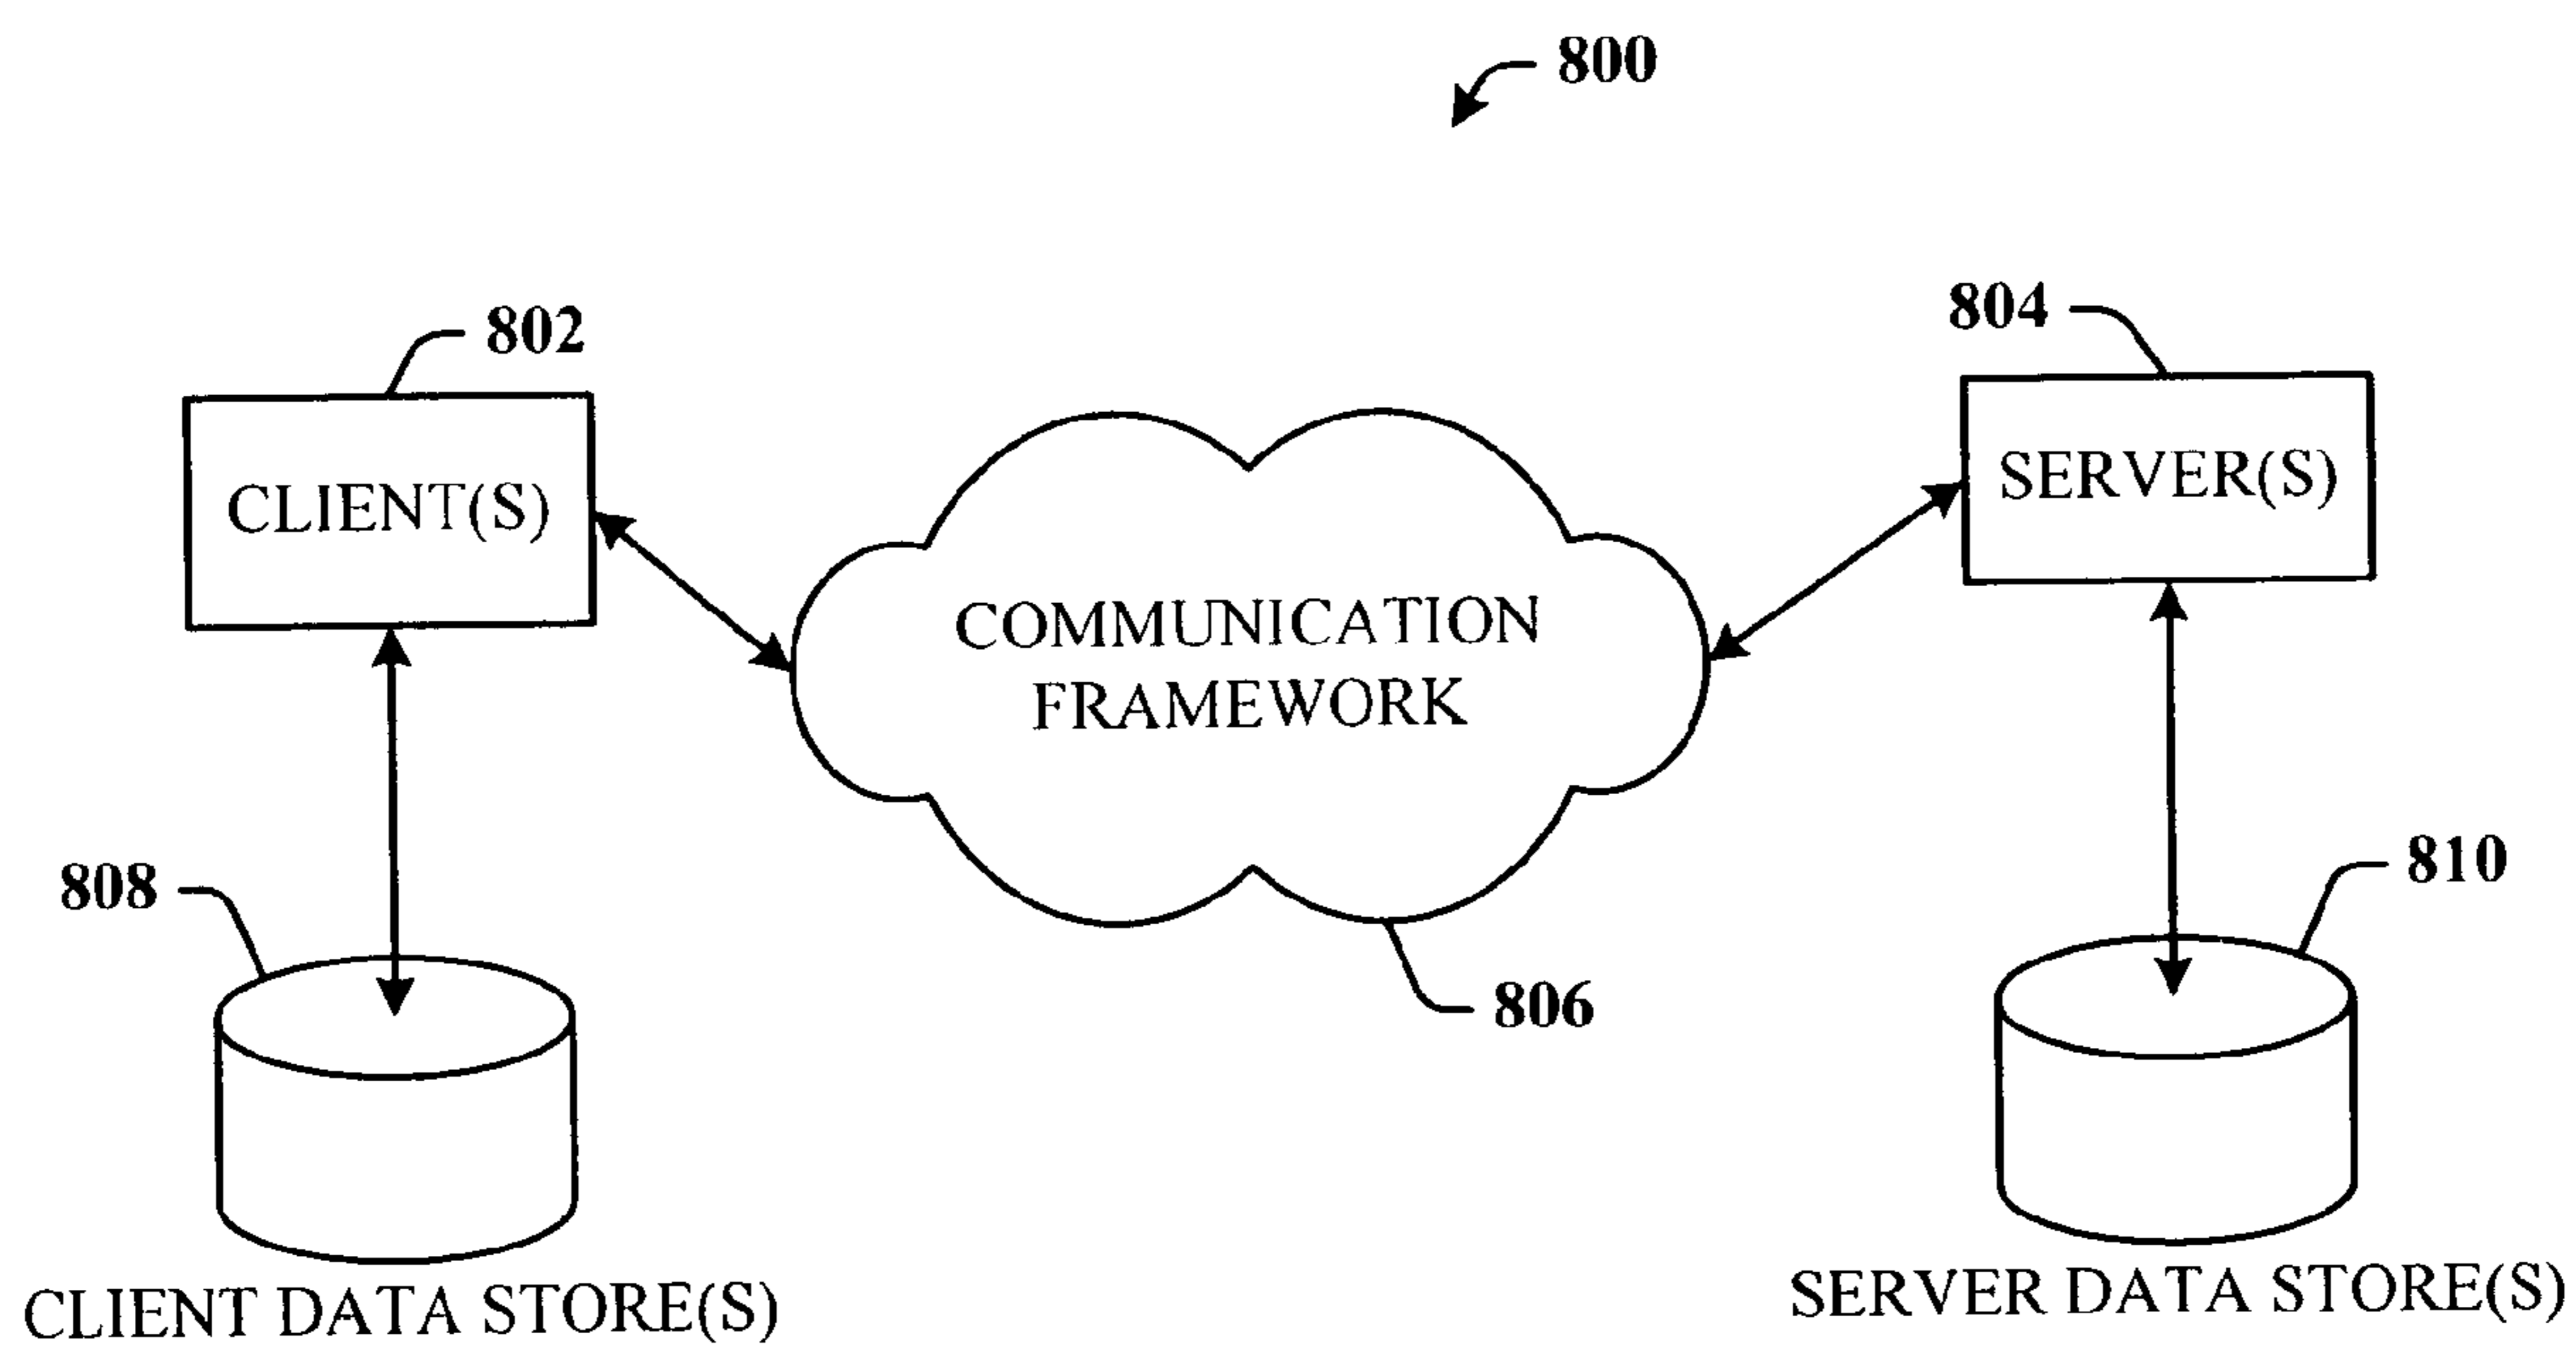 800
802
804
CLIENT(S)
SERVER(S)
COMMUNICATION
FRAMEWORK
808
810
806
CLIENT DATA STORE(S)
SERVER DATA STORE(S)